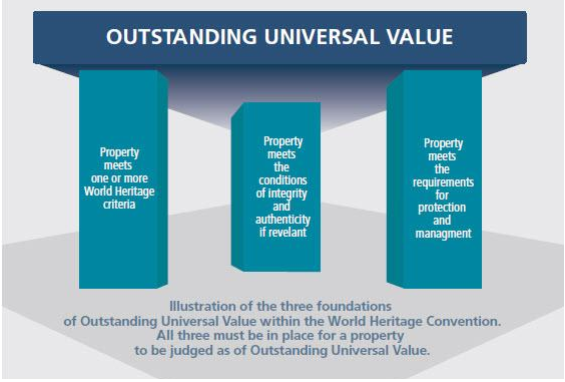 OUTSTANDING UNIVERSAL VALUE
Property
meets
one or more
World Heritage
criteria
Property
meets
the
conditions
of integrity
and
authenticity
if revelant
Property
meets
the
requirements
for
protection
and
managment
Illustration of the three foundations
of Outstanding Universal Value within the World Heritage Convention.
All three must be in place for a property
to be judged as of Outstanding Universal Value.